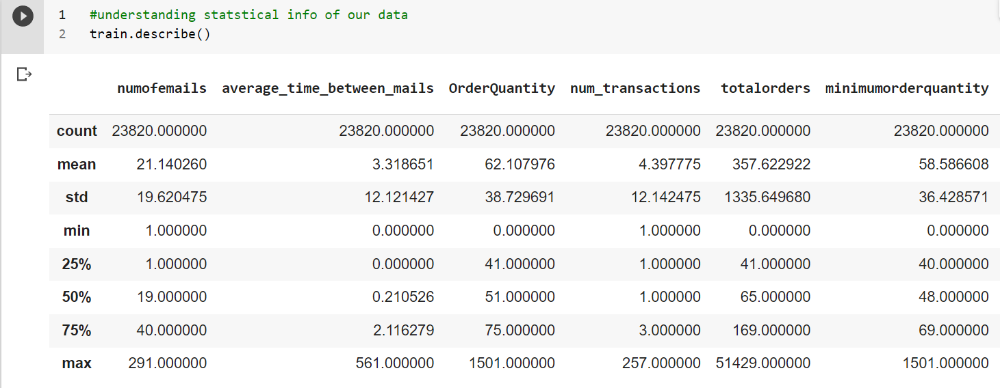 1 #understanding statstical info of our data
2 train.describe()
numofemails average_time_between_mails OrderQuantity num_transactions totalorders minimumorderquantity
count 23820.000000 23820.000000 23820.000000 23820.000000 23820.000000 23820.000000
mean 21.140260 3.318651 62.107976 4.397775 357.622922 58.586608
std 19.620475 12.121427 38.729691 12.142475 1335.649680 36.428571
min 1.000000 0.000000 0.000000 1.000000 0.000000 0.000000
25% 1.000000 0.000000 41.000000 1.000000 41.000000 40.000000
50% 19.000000 0.210526 51.000000 1.000000 65.000000 48.000000
75% 40.000000 2.116279 75.000000 3.000000 169.000000 69.000000
max 291.000000 561.000000 1501.000000 257.000000 51429.000000 1501.000000